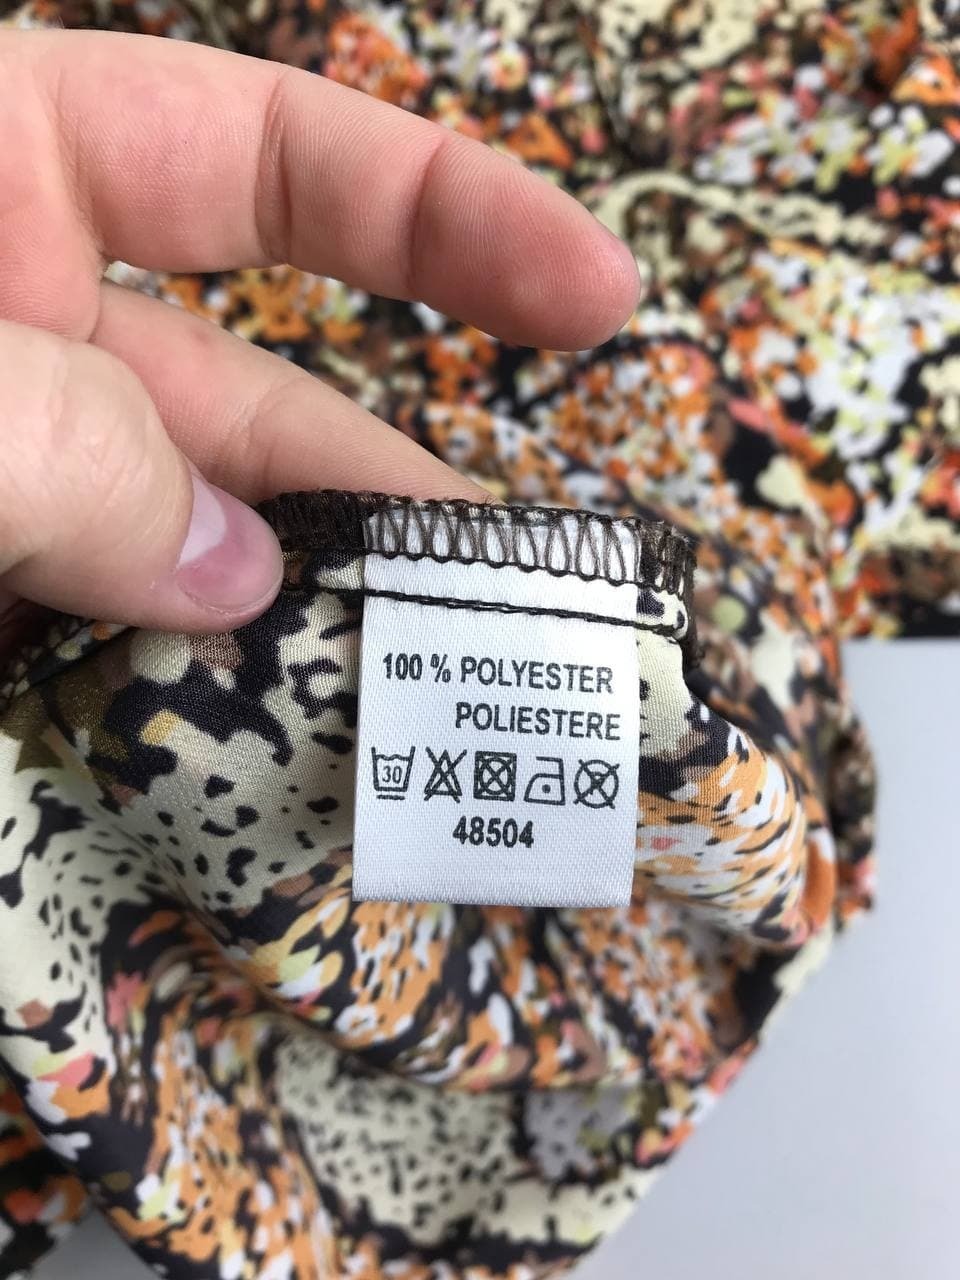 100 % POLYESTER
POLIESTERE
30 P
48504